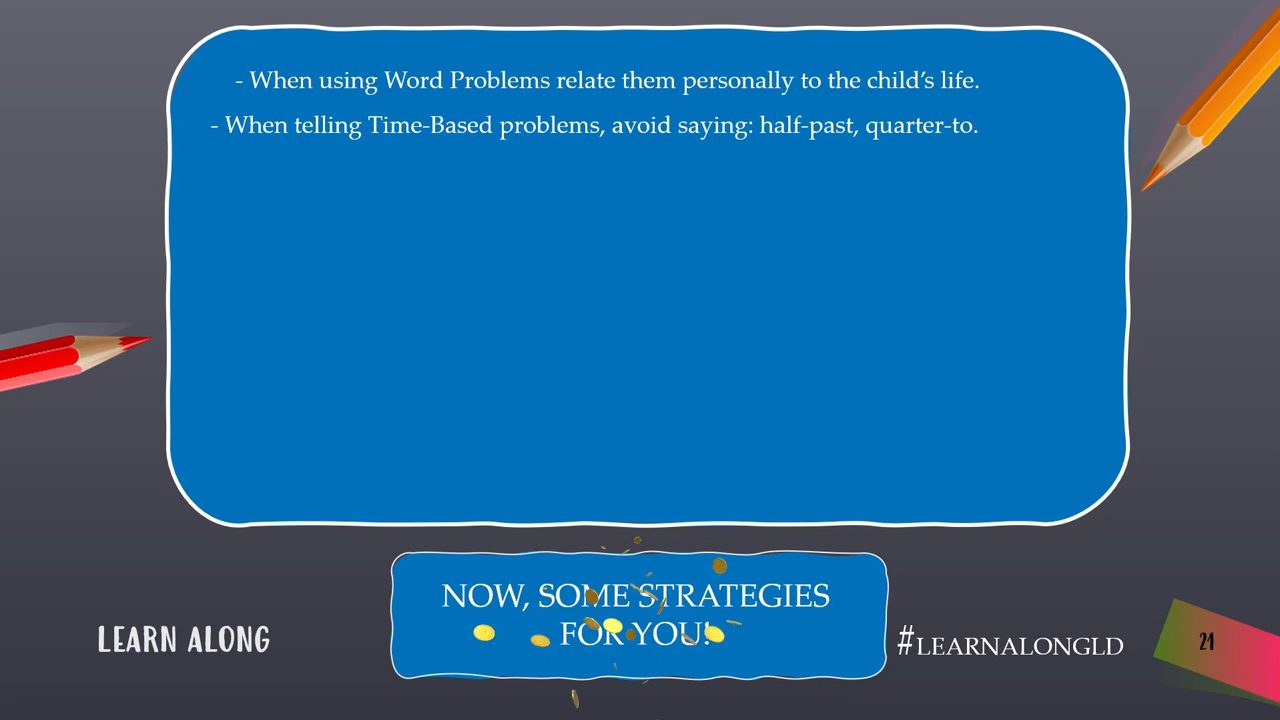 - When using Word Problems relate them personally to the child’s life.
- When telling Time-Based problems, avoid saying: half-past, quarter-to.
NOW, SOME STRATEGIES
FOR YOU!
LEARN ALONG
#LEARNALONGLD
21